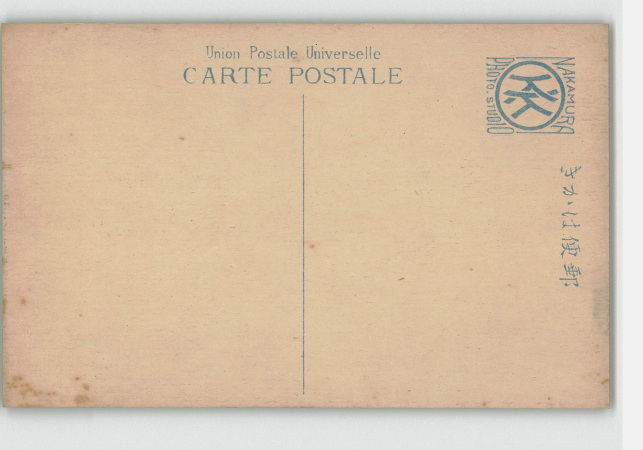 Union Postale Universelle
CARTE POSTALE
NAKAMURA
PHOTO. STUDIO
郵便はがき